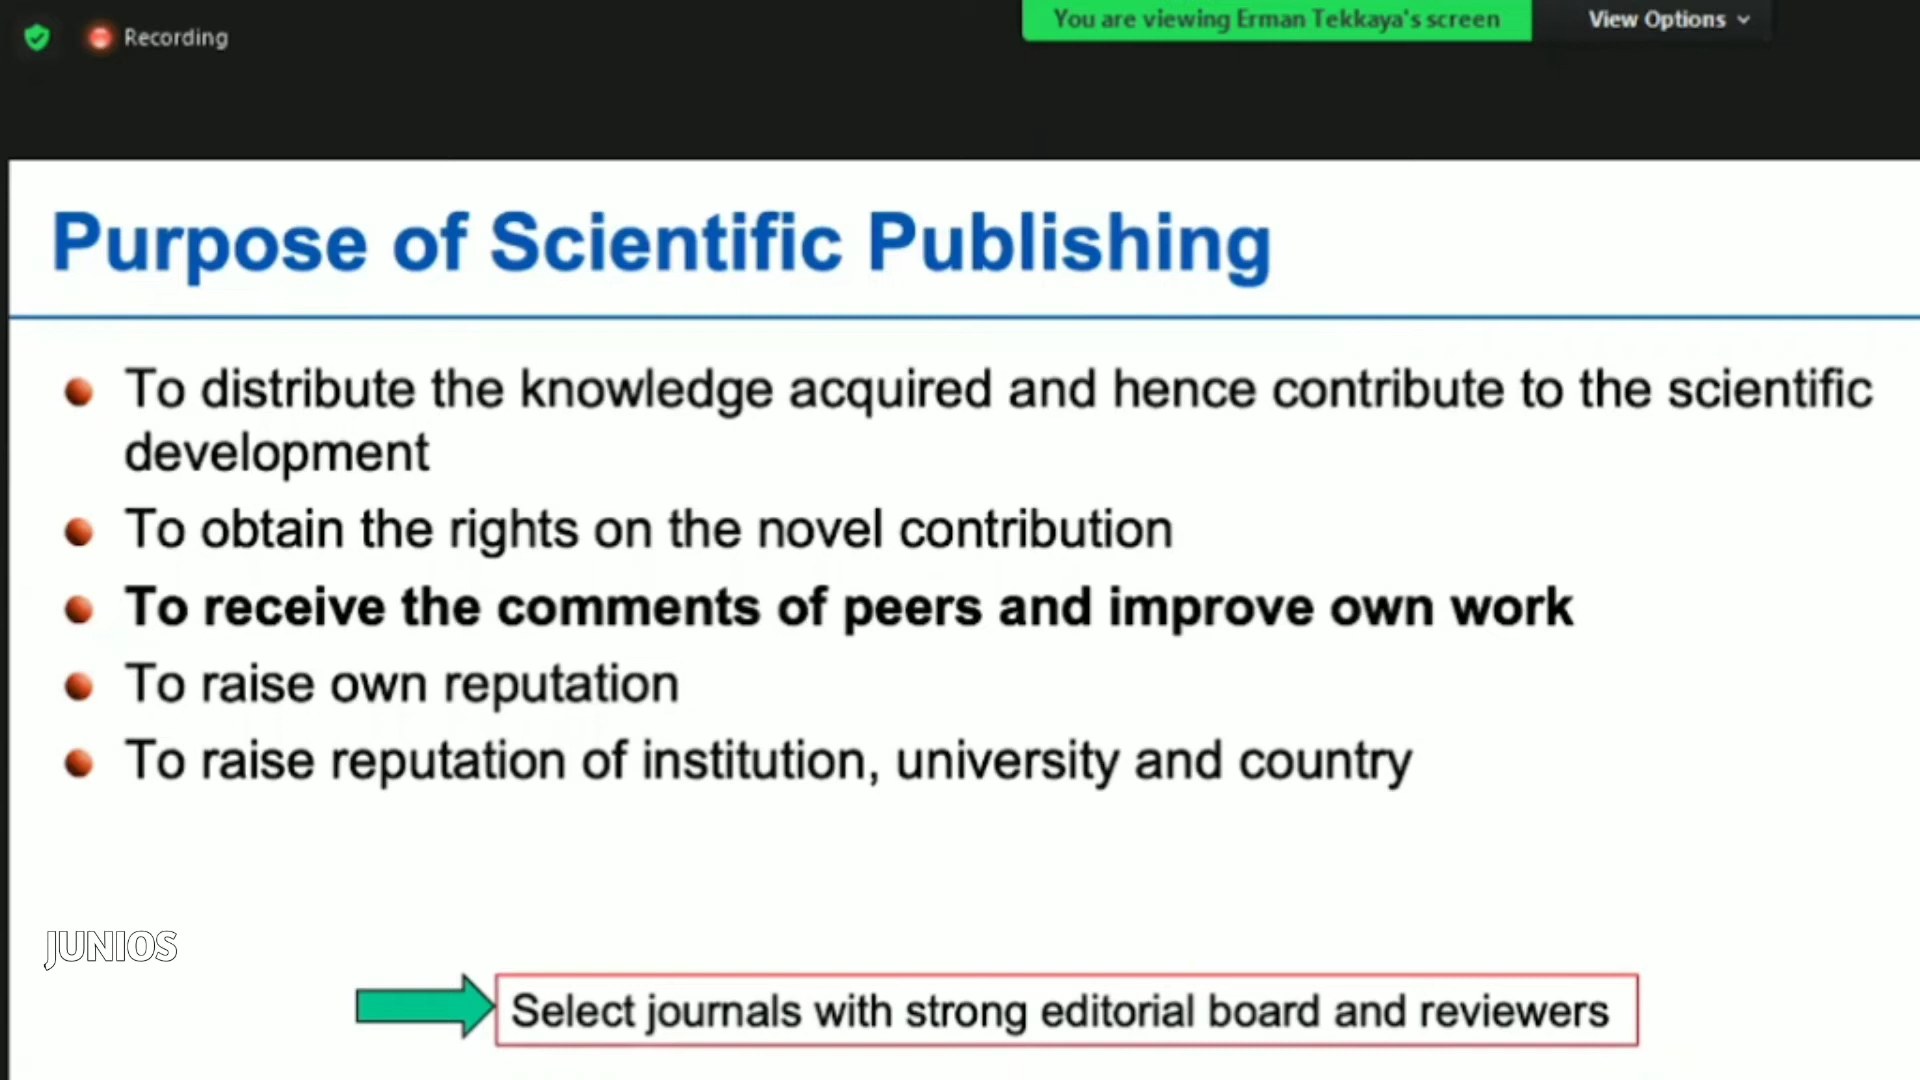 Recording
You are viewing Erman Tekkaya's screen
View Options
Purpose of Scientific Publishing
To distribute the knowledge acquired and hence contribute to the scientific
development
To obtain the rights on the novel contribution
To receive the comments of peers and improve own work
To raise own reputation
To raise reputation of institution, university and country
JUNIOS
Select journals with strong editorial board and reviewers